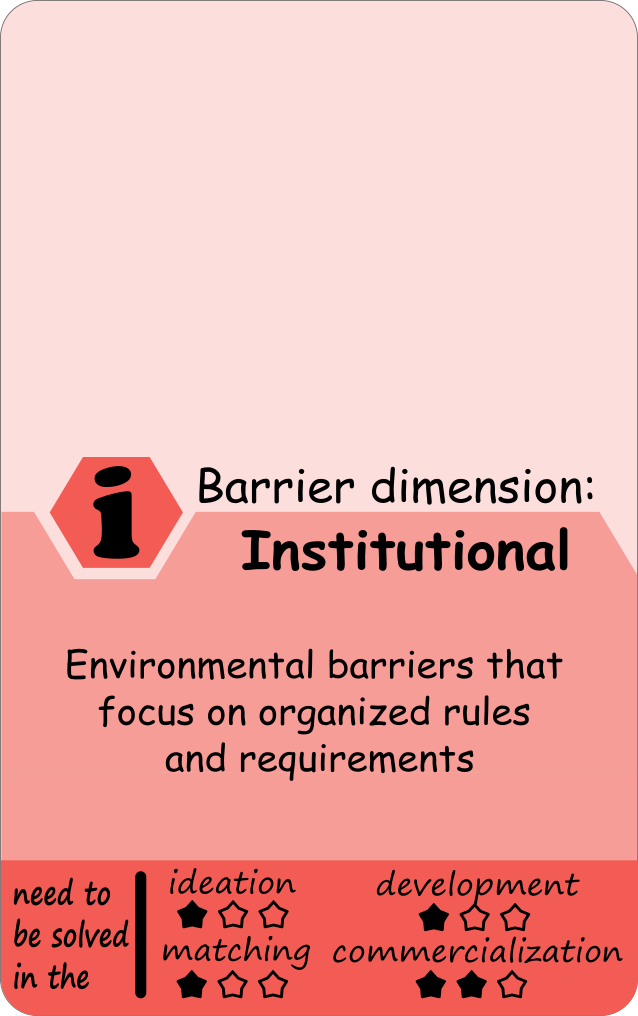 i
Barrier dimension:
Institutional
Environmental barriers that
focus on organized rules
and requirements
need to
be solved
in the
ideation
development
matching
commercialization